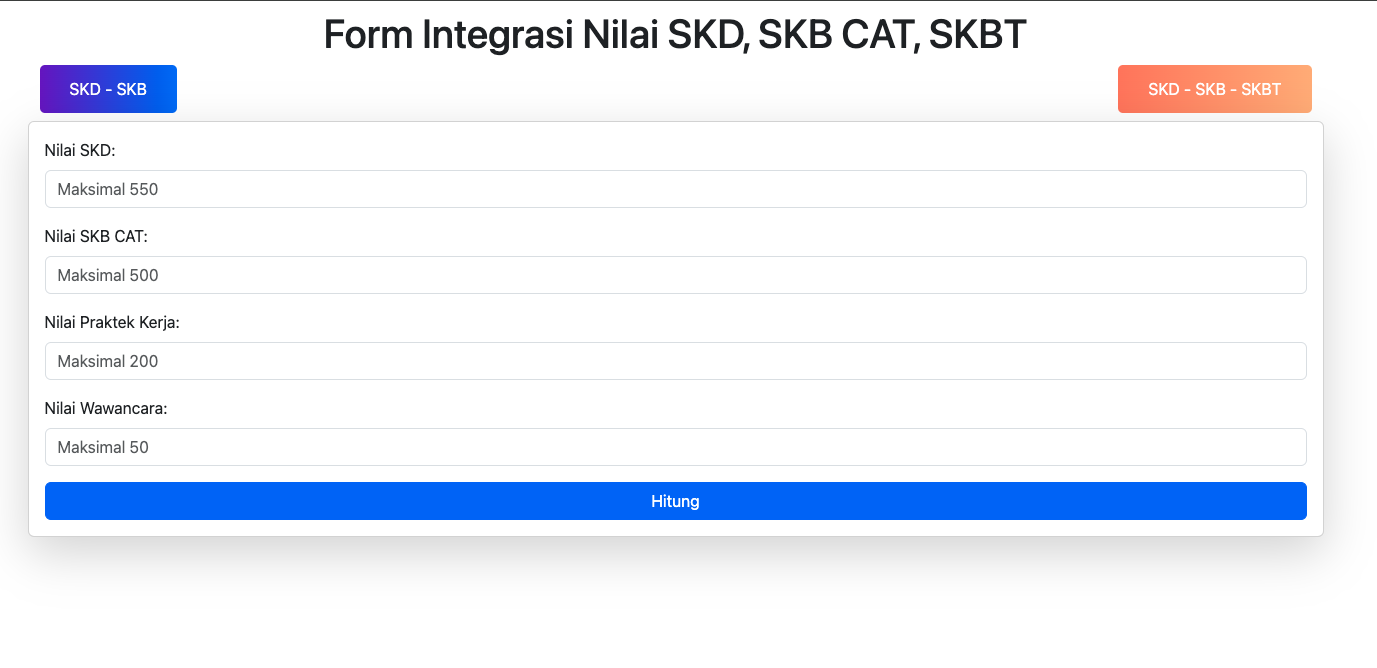 Form Integrasi Nilai SKD, SKB CAT, SKBT
SKD - SKB
SKD - SKB - SKBT
Nilai SKD:
Maksimal 550
Nilai SKB CAT:
Maksimal 500
Nilai Praktek Kerja:
Maksimal 200
Nilai Wawancara:
Maksimal 50
Hitung